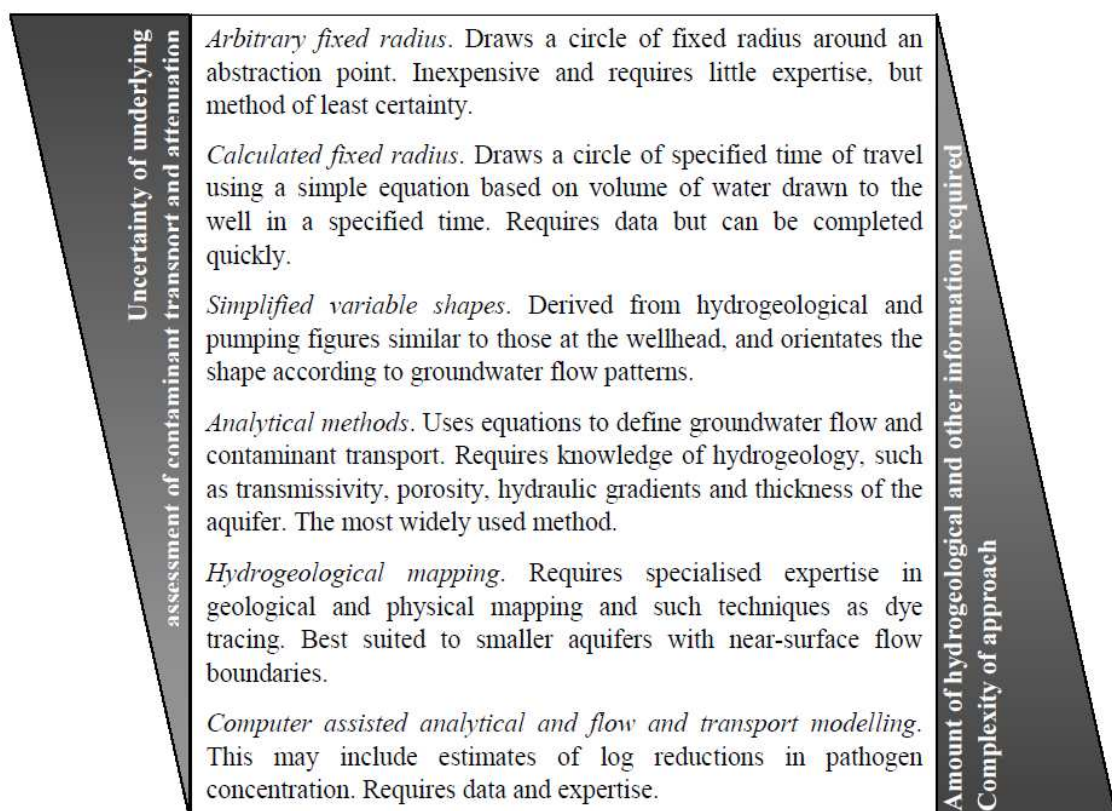 Uncertainty of underlying
assessment of contaminant transport and attenuation
Arbitrary fixed radius. Draws a circle of fixed radius around an
abstraction point. Inexpensive and requires little expertise, but
method of least certainty.
Calculated fixed radius. Draws a circle of specified time of travel
using a simple equation based on volume of water drawn to the
well in a specified time. Requires data but can be completed
quickly.
Simplified variable shapes. Derived from hydrogeological and
pumping figures similar to those at the wellhead, and orientates the
shape according to groundwater flow patterns.
Analytical methods. Uses equations to define groundwater flow and
contaminant transport. Requires knowledge of hydrogeology, such
as transmissivity, porosity, hydraulic gradients and thickness of the
aquifer. The most widely used method.
Hydrogeological mapping. Requires specialised expertise in
geological and physical mapping and such techniques as dye
tracing. Best suited to smaller aquifers with near-surface flow
boundaries.
Computer assisted analytical and flow and transport modelling.
This may include estimates of log reductions in pathogen
concentration. Requires data and expertise.
Amount of hydrogeological and other information required
Complexity of approach